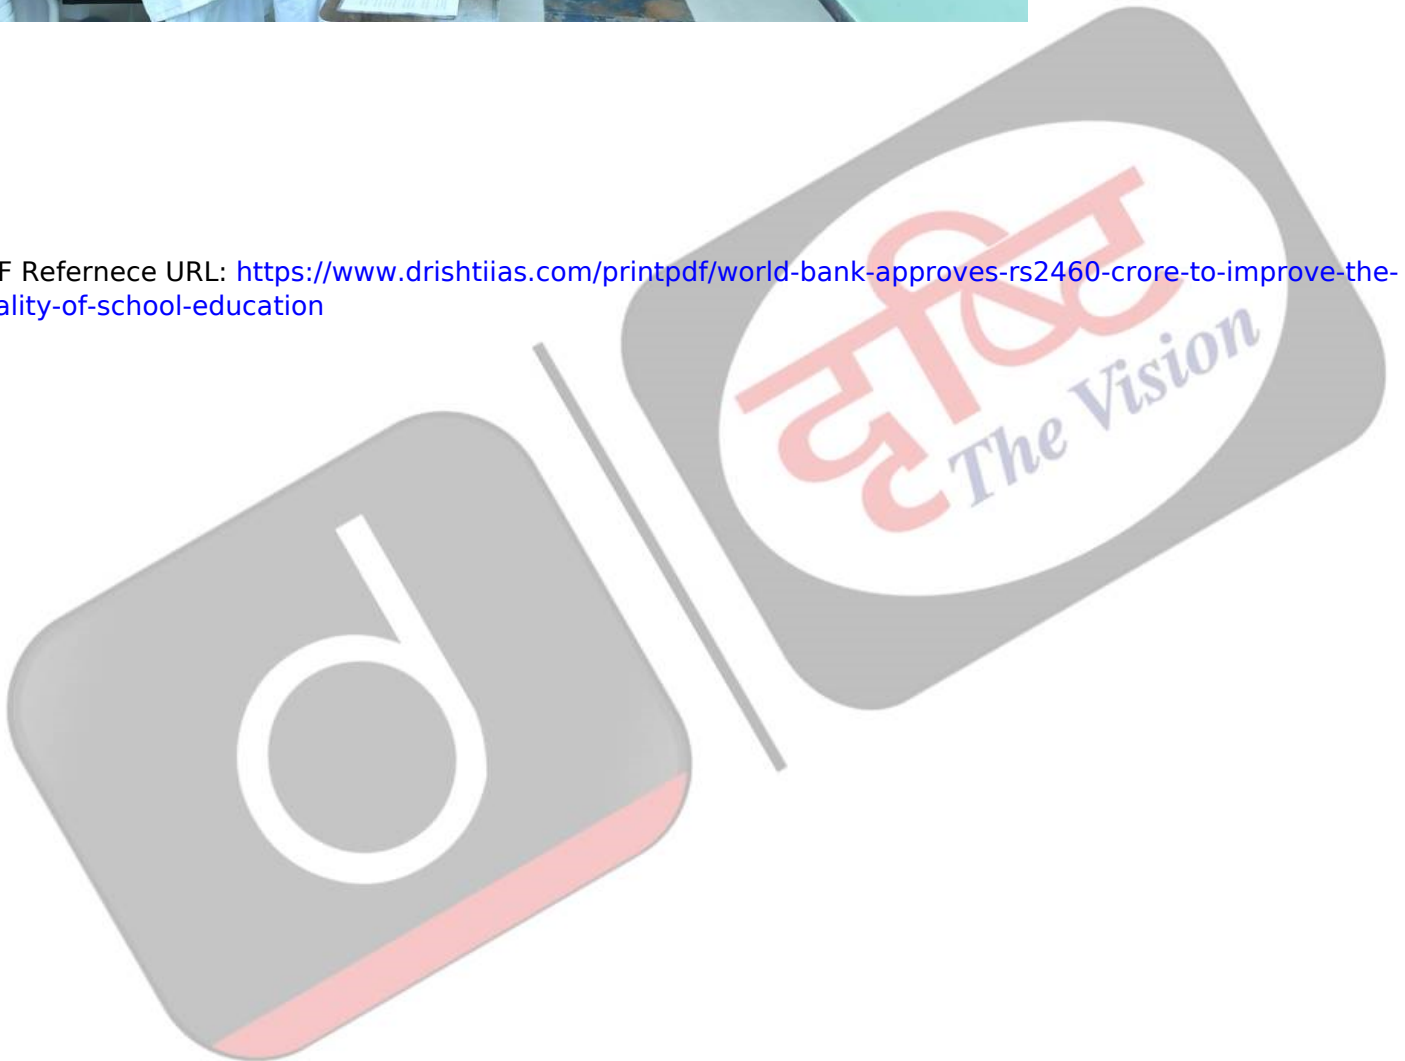 F Refernece URL: https://www.drishtiias.com/printpdf/world-bank-approves-rs2460-crore-to-improve-the-
ality-of-school-education
दृष्टि
The Vision
d